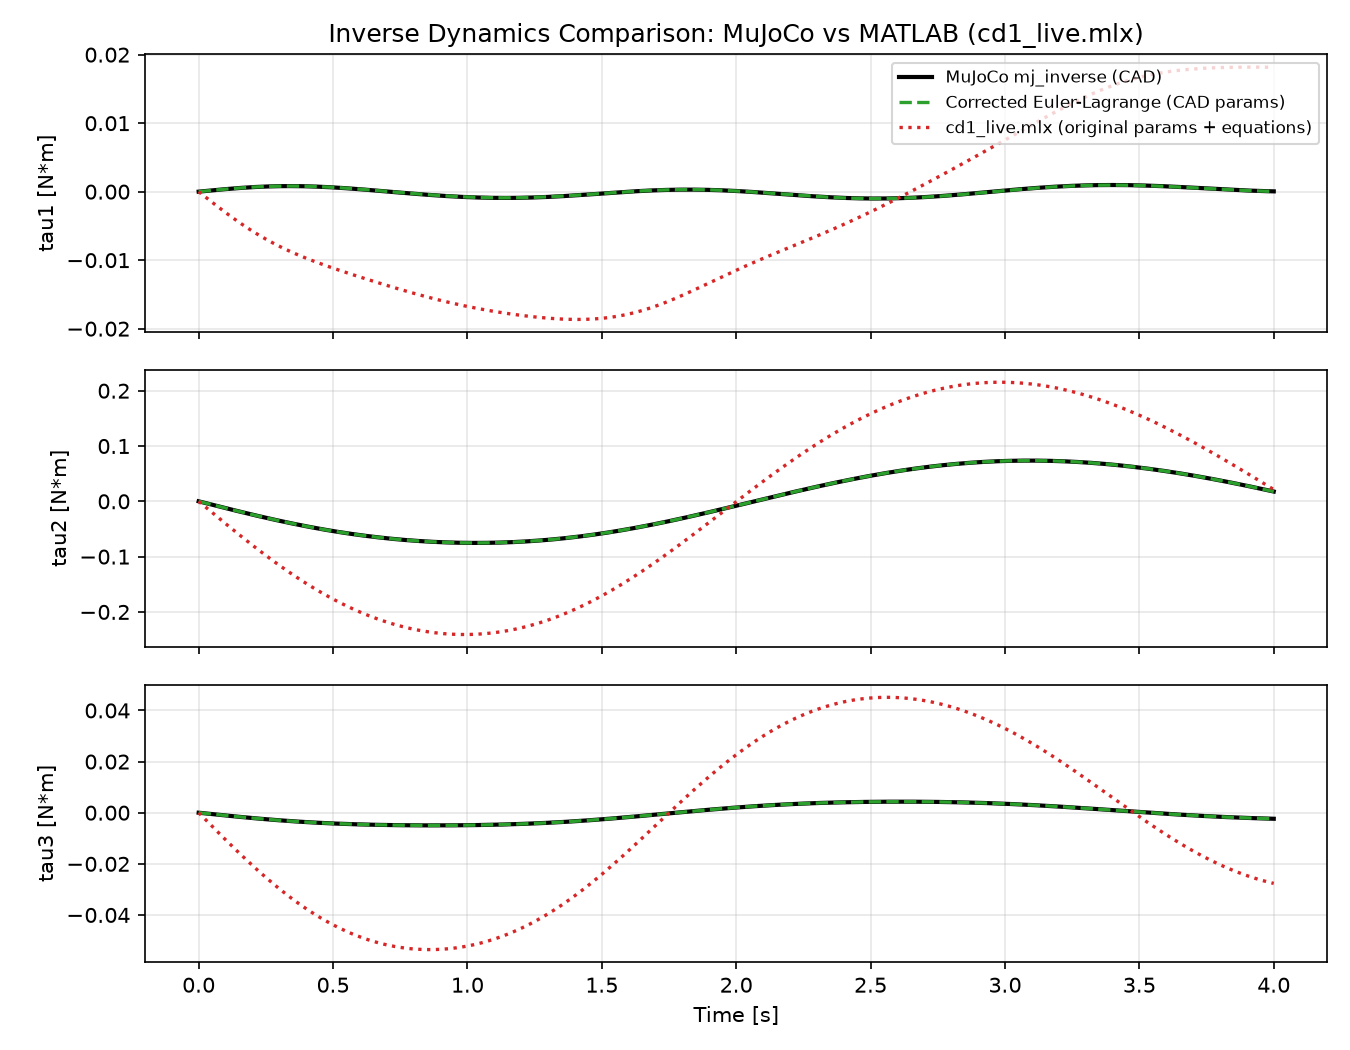 Inverse Dynamics Comparison: MuJoCo vs MATLAB (cd1_live.mlx)
MuJoCo mj_inverse (CAD)
Corrected Euler-Lagrange (CAD params)
cd1_live.mlx (original params + equations)
tau1 [N*m]
0.02
0.01
0.00
−0.01
−0.02
tau2 [N*m]
0.2
0.1
0.0
−0.1
−0.2
tau3 [N*m]
0.04
0.02
0.00
−0.02
−0.04
0.0 0.5 1.0 1.5 2.0 2.5 3.0 3.5 4.0
Time [s]